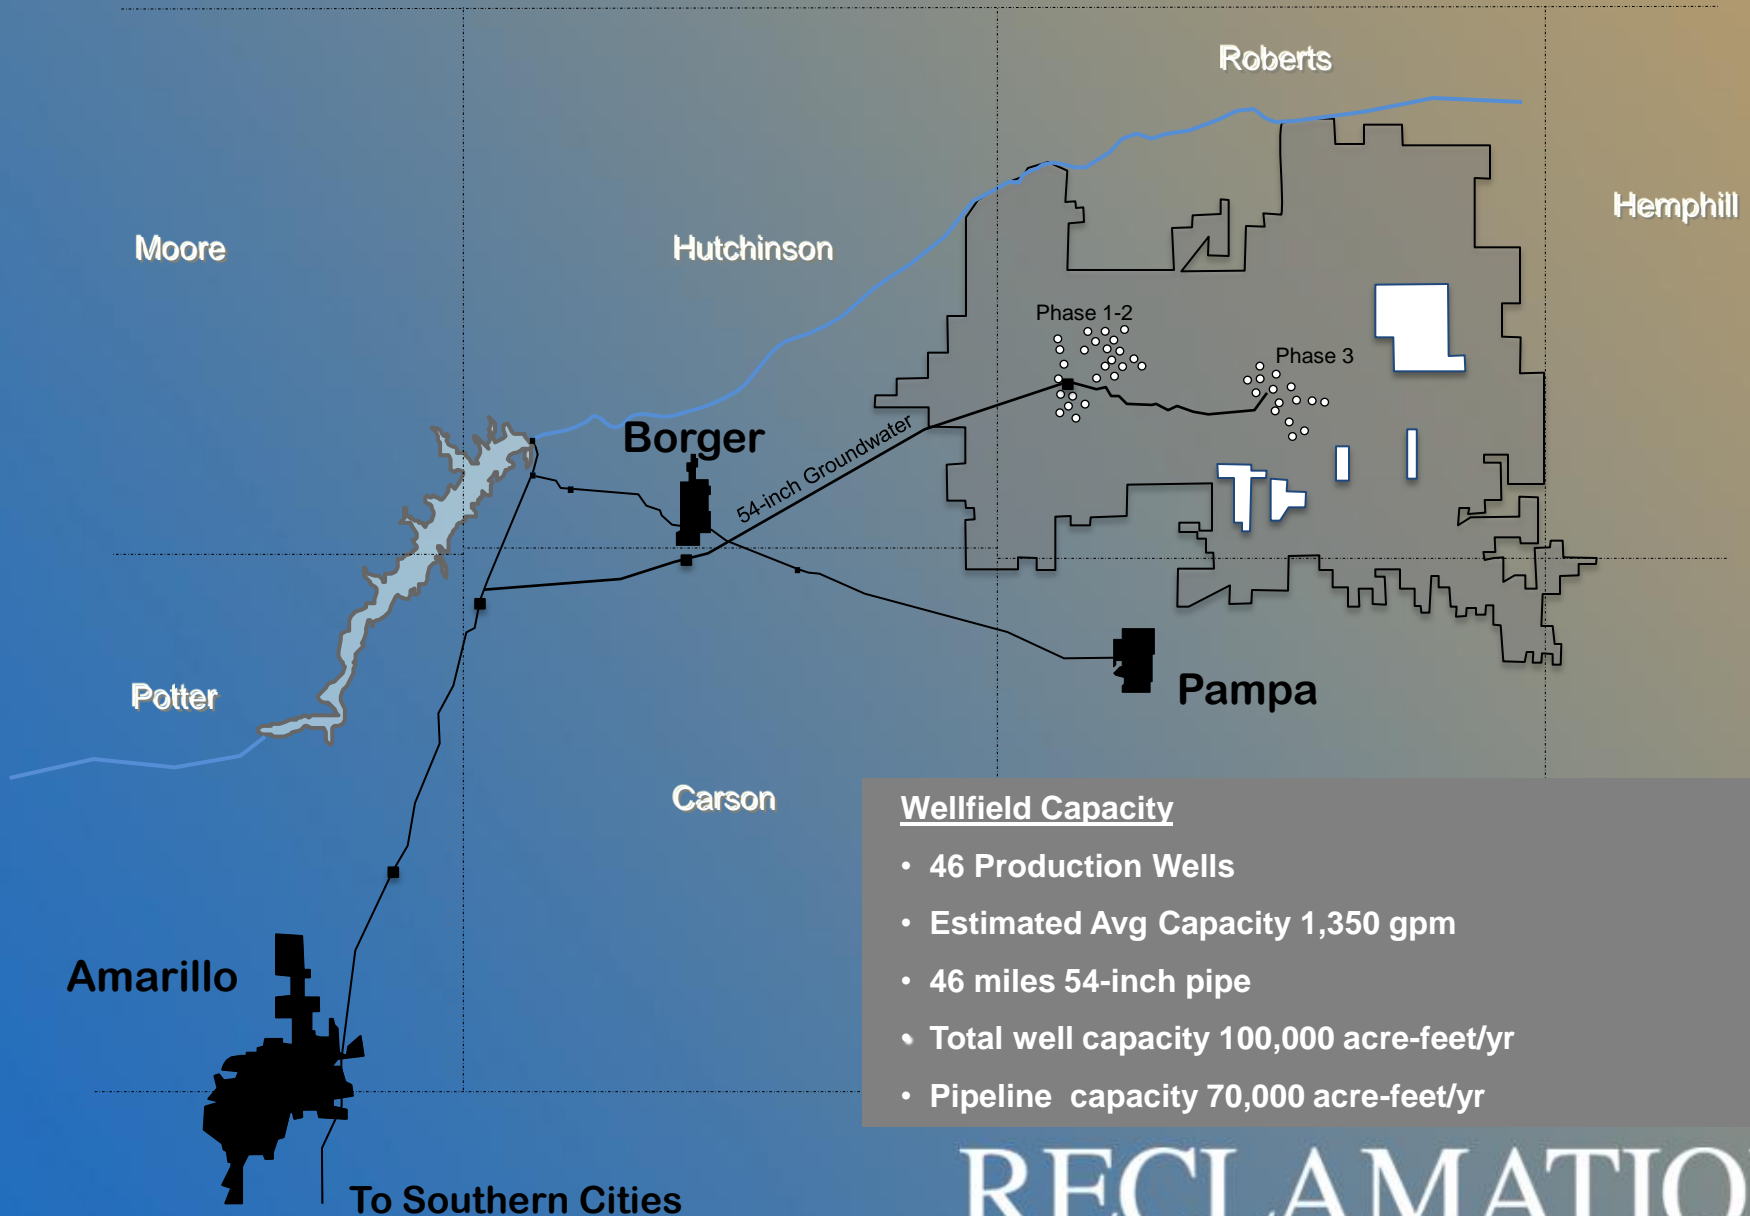 Roberts
Hemphill
Moore
Hutchinson
Phase 1-2
Phase 3
Borger
54-inch Groundwater
Potter
Pampa
Carson
Wellfield Capacity
• 46 Production Wells
• Estimated Avg Capacity 1,350 gpm
• 46 miles 54-inch pipe
• Total well capacity 100,000 acre-feet/yr
• Pipeline capacity 70,000 acre-feet/yr
Amarillo
To Southern Cities
RECLAMATIO